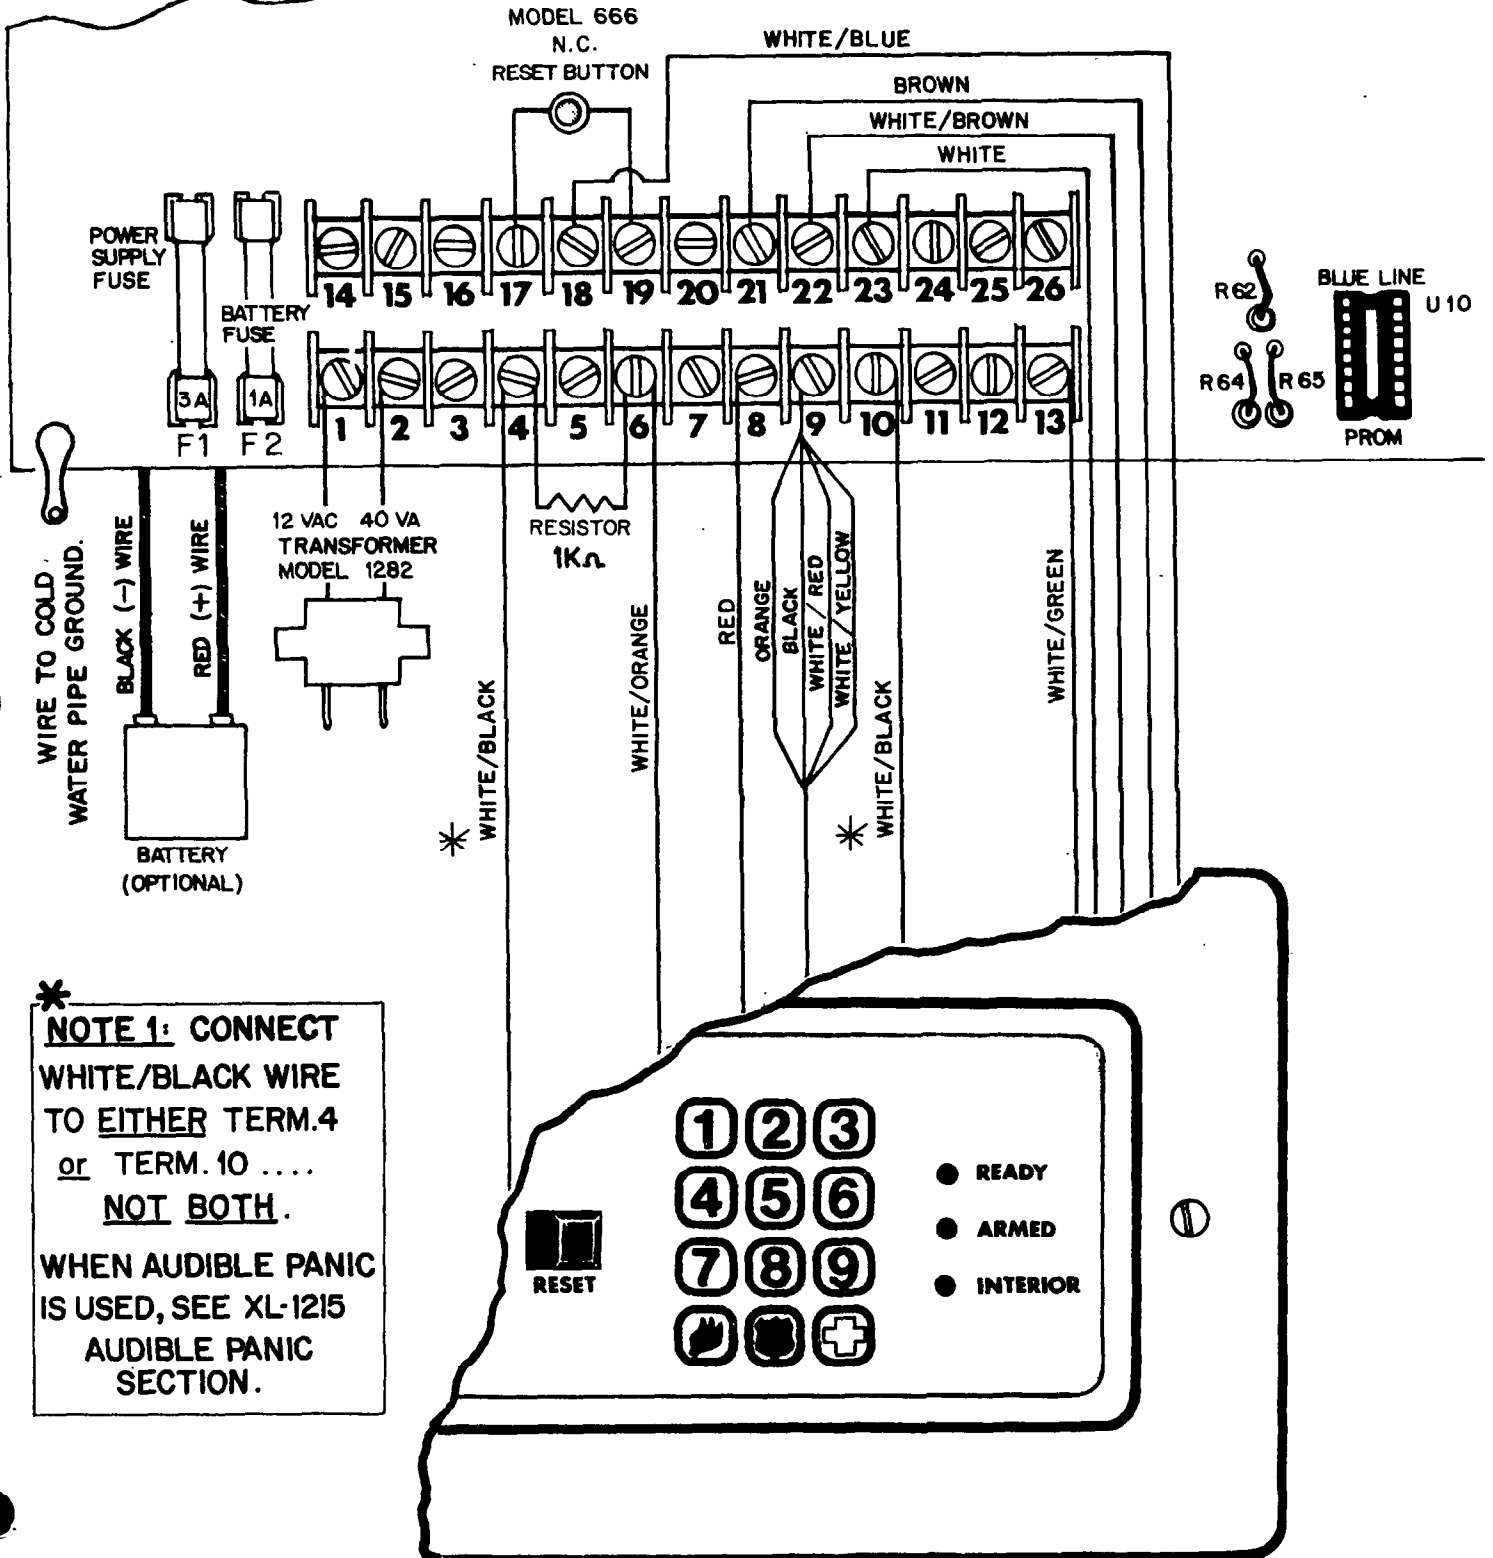 MODEL 666
N.C.
RESET BUTTON
WHITE/BLUE
BROWN
WHITE/BROWN
WHITE
POWER
SUPPLY
FUSE
BATTERY
FUSE
3A
1A
F1
F2
14 15 16 17 18 19 20 21 22 23 24 25 26
1 2 3 4 5 6 7 8 9 10 11 12 13
R62
R64
R65
BLUE LINE
U10
PROM
WIRE TO COLD
WATER PIPE GROUND.
BLACK (-) WIRE
RED (+) WIRE
BATTERY
(OPTIONAL)
12 VAC 40 VA
TRANSFORMER
MODEL 1282
RESISTOR
1KΩ
* WHITE/BLACK
WHITE/ORANGE
RED
ORANGE
BLACK
WHITE/RED
WHITE/YELLOW
* WHITE/BLACK
WHITE/GREEN
*
NOTE 1: CONNECT
WHITE/BLACK WIRE
TO EITHER TERM.4
or TERM.10 ....
NOT BOTH.
WHEN AUDIBLE PANIC
IS USED, SEE XL-1215
AUDIBLE PANIC
SECTION.
1 2 3
4 5 6
7 8 9
RESET
READY
ARMED
INTERIOR